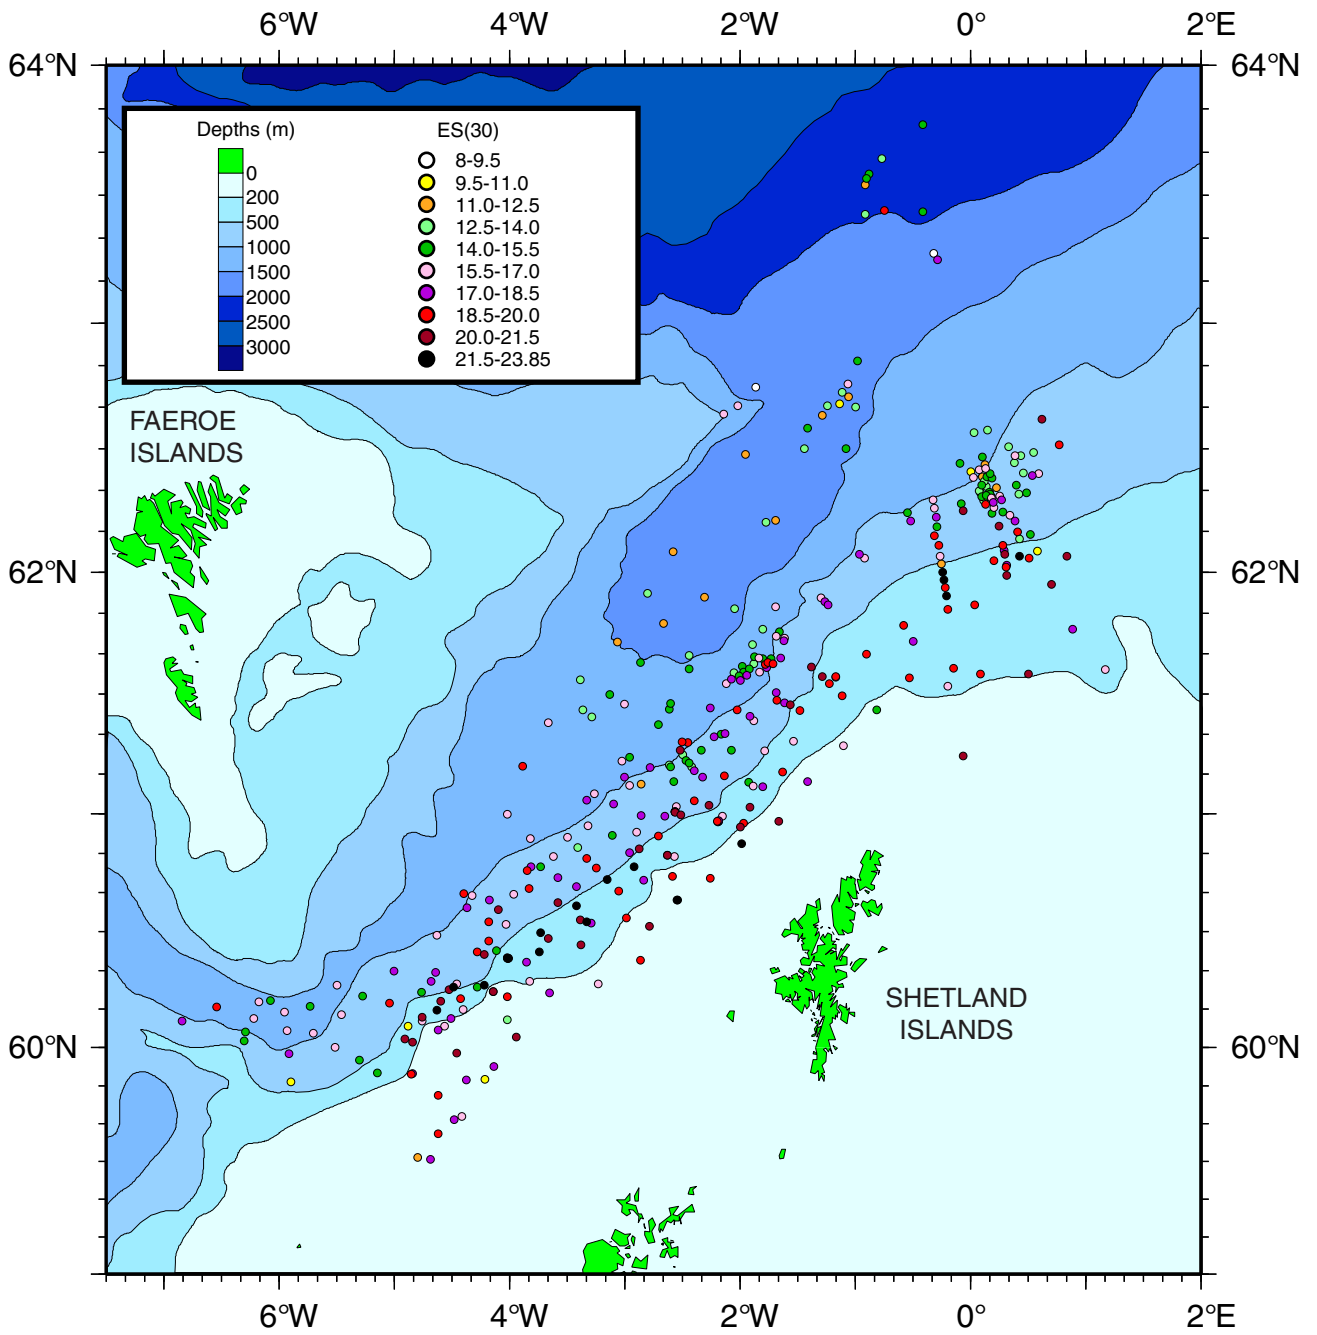 6°W 4°W 2°W 0° 2°E
64°N 64°N
Depths (m) ES(30)
0 8-9.5
200 9.5-11.0
500 11.0-12.5
1000 12.5-14.0
1500 14.0-15.5
2000 15.5-17.0
2500 17.0-18.5
3000 18.5-20.0
20.0-21.5
21.5-23.85
FAEROE
ISLANDS
62°N 62°N
SHETLAND
ISLANDS
60°N 60°N
6°W 4°W 2°W 0° 2°E